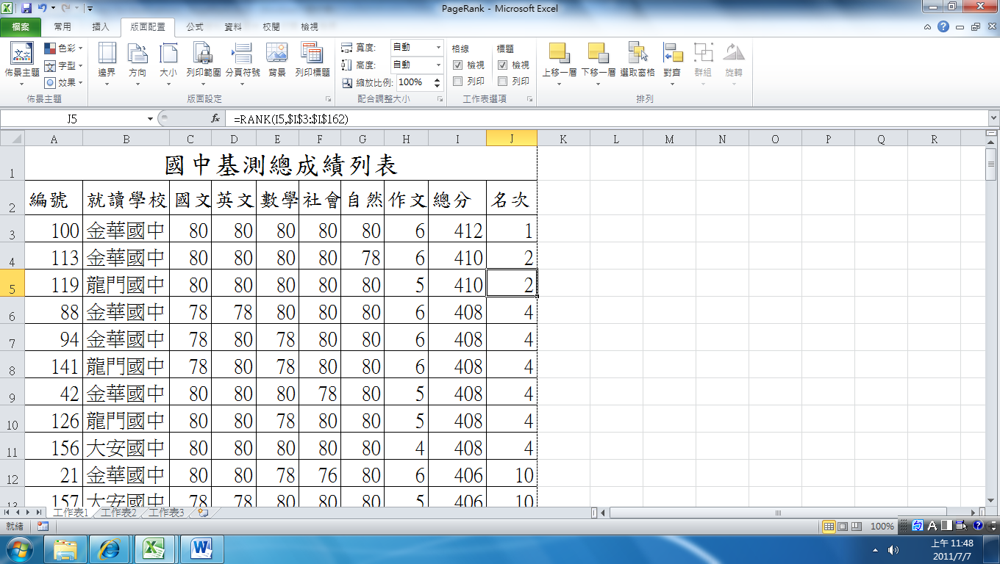 PageRank - Microsoft Excel
檔案 常用 插入 版面配置 公式 資料 校閱 檢視
佈景主題 色彩 字型 效果 邊界 方向 大小 列印範圍 分頁符號 背景 列印標題 寬度: 自動 高度: 自動 縮放比例: 100% 格線 檢視 列印 標題 檢視 列印 上移一層 下移一層 選取窗格 對齊 群組 旋轉
佈景主題 版面設定 配合調整大小 工作表選項 排列
J5 fx =RANK(I5,$I$3:$I$162)
A B C D E F G H I J K L M N O P Q R
1 國中基測總成績列表
2 編號 就讀學校 國文 英文 數學 社會 自然 作文 總分 名次
3 100 金華國中 80 80 80 80 80 6 412 1
4 113 金華國中 80 80 80 80 78 6 410 2
5 119 龍門國中 80 80 80 80 80 5 410 2
6 88 金華國中 78 78 80 80 80 6 408 4
7 94 金華國中 78 80 78 80 80 6 408 4
8 141 龍門國中 78 80 78 80 80 6 408 4
9 42 金華國中 80 80 80 78 80 5 408 4
10 126 龍門國中 80 80 78 80 80 5 408 4
11 156 大安國中 80 80 80 80 80 4 408 4
12 21 金華國中 80 80 78 76 80 6 406 10
13 157 大安國中 78 78 80 80 80 5 406 10
工作表1 工作表2 工作表3
就緒 100%
上午 11:48
2011/7/7